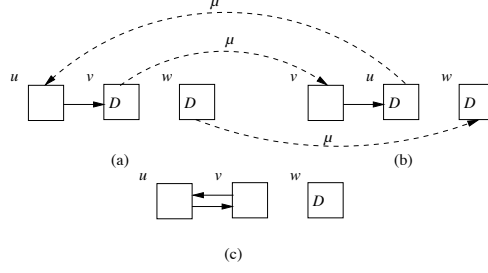 μ
μ
u v w v u w
D D D D
μ
(a) (b)
u v w
D
(c)